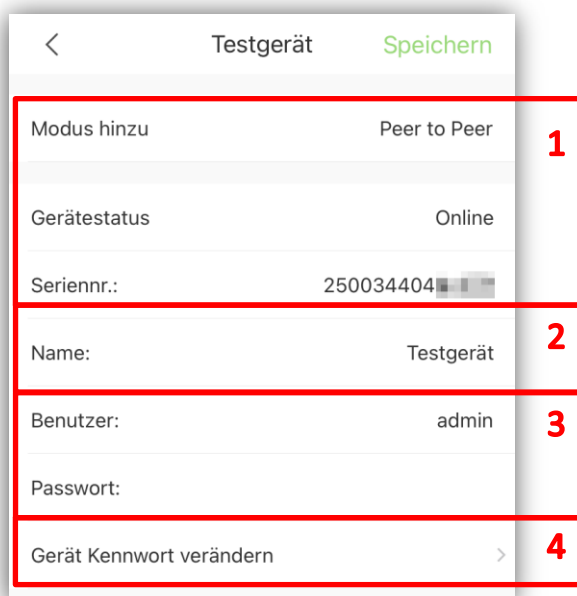 Testgerät Speichern
Modus hinzu Peer to Peer
1
Gerätestatus Online
Seriennr.: 250034404
2
Name: Testgerät
Benutzer: admin
3
Passwort:
Gerät Kennwort verändern
4